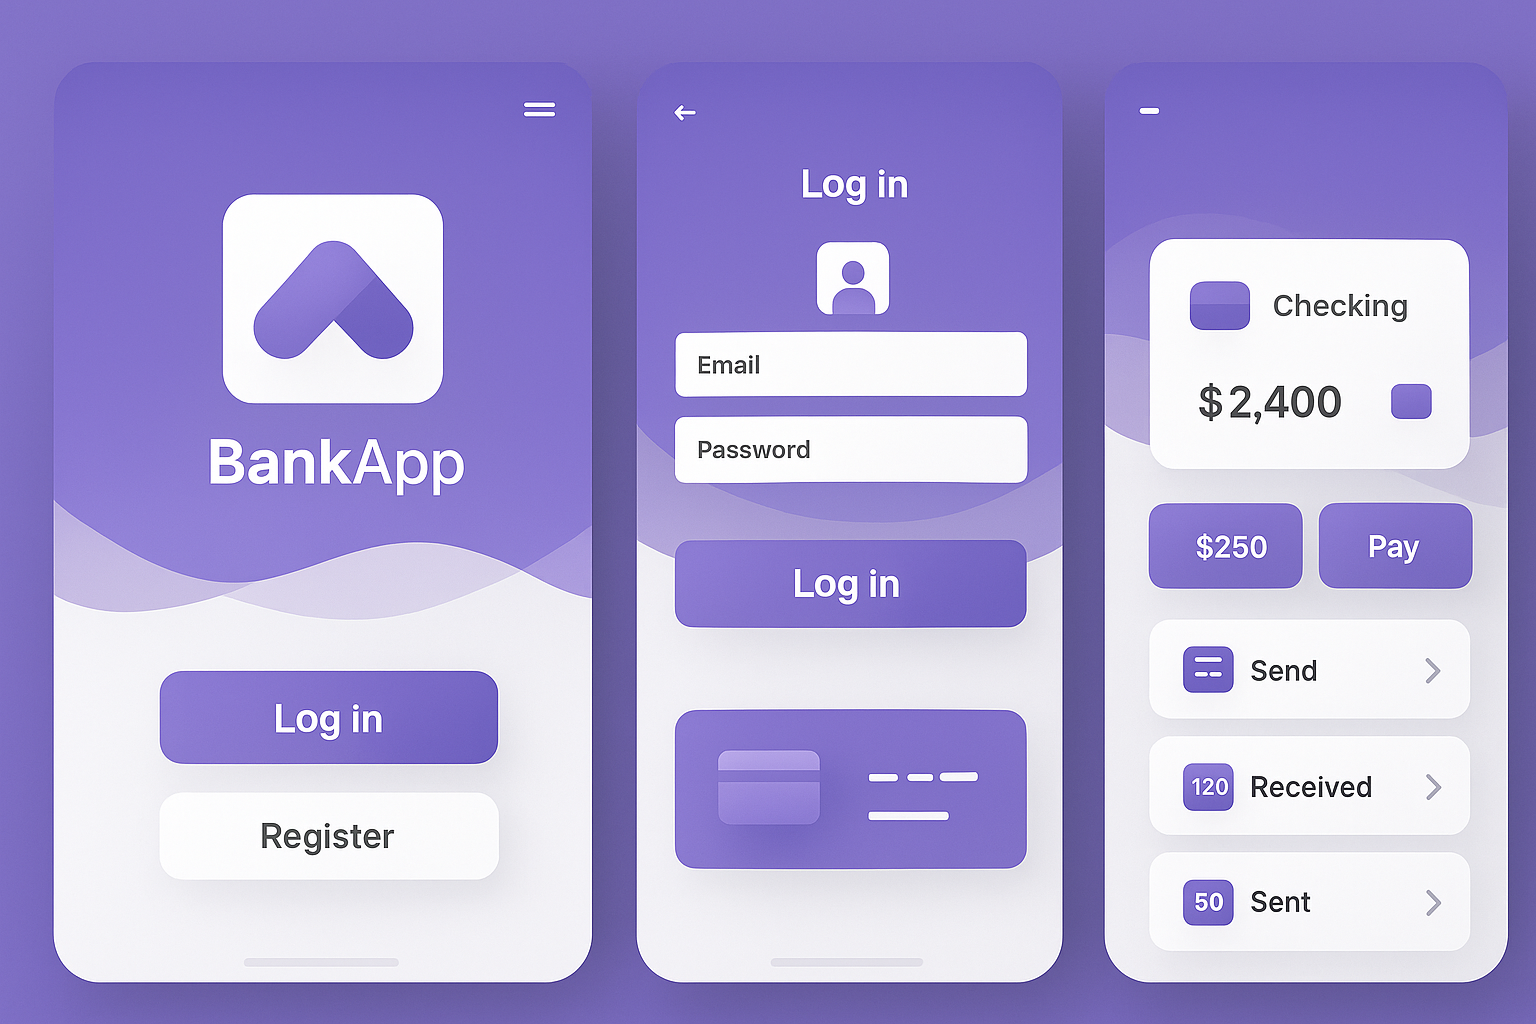 BankApp
Log in
Register
Log in
Email
Password
Log in
Checking
$2,400
$250
Pay
Send
120 Received
50 Sent